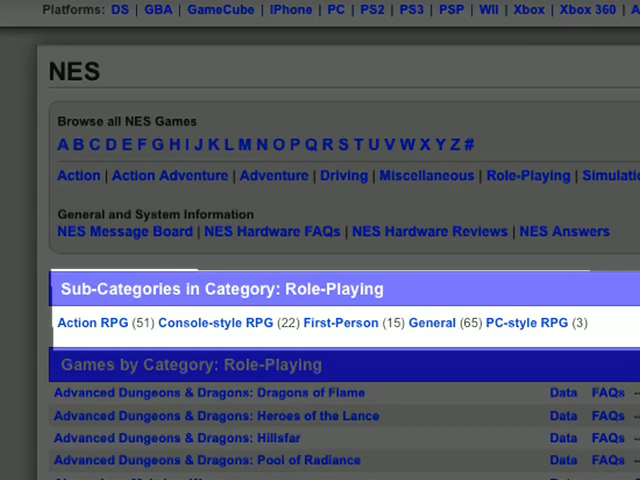 Platforms: DS | GBA | GameCube | IPhone | PC | PS2 | PS3 | PSP | WII | Xbox | Xbox 360 |
NES
Browse all NES Games
A B C D E F G H I J K L M N O P Q R S T U V W X Y Z #
Action | Action Adventure | Adventure | Driving | Miscellaneous | Role-Playing | Simulati
General and System Information
NES Message Board | NES Hardware FAQs | NES Hardware Reviews | NES Answers
Sub-Categories in Category: Role-Playing
Action RPG (51) Console-style RPG (22) First-Person (15) General (65) PC-style RPG (3)
Games by Category: Role-Playing
Advanced Dungeons & Dragons: Dragons of Flame Data FAQs --
Advanced Dungeons & Dragons: Heroes of the Lance Data FAQs
Advanced Dungeons & Dragons: Hillsfar Data FAQs --
Advanced Dungeons & Dragons: Pool of Radiance Data FAQs --